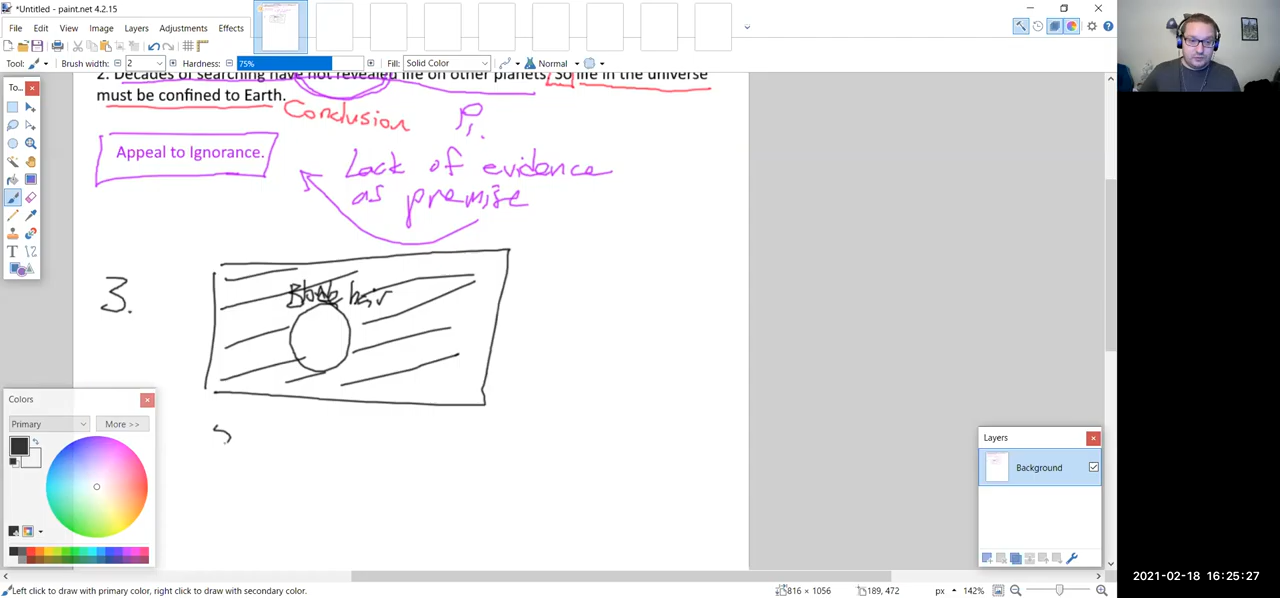 *Untitled - paint.net 4.2.15
File Edit View Image Layers Adjustments Effects
Tool: Brush width: 2 Hardness: 75% Fill: Solid Color Normal
2. Decades of searching have not revealed life on other planets. So life in the universe
must be confined to Earth.
Conclusion P1.
Appeal to Ignorance.
Lack of evidence
as premise
3.
hair
To...
Colors
Primary More >>
Layers
Background
Left click to draw with primary color, right click to draw with secondary color.
816 × 1056 189, 472 px 142%
2021-02-18 16:25:27